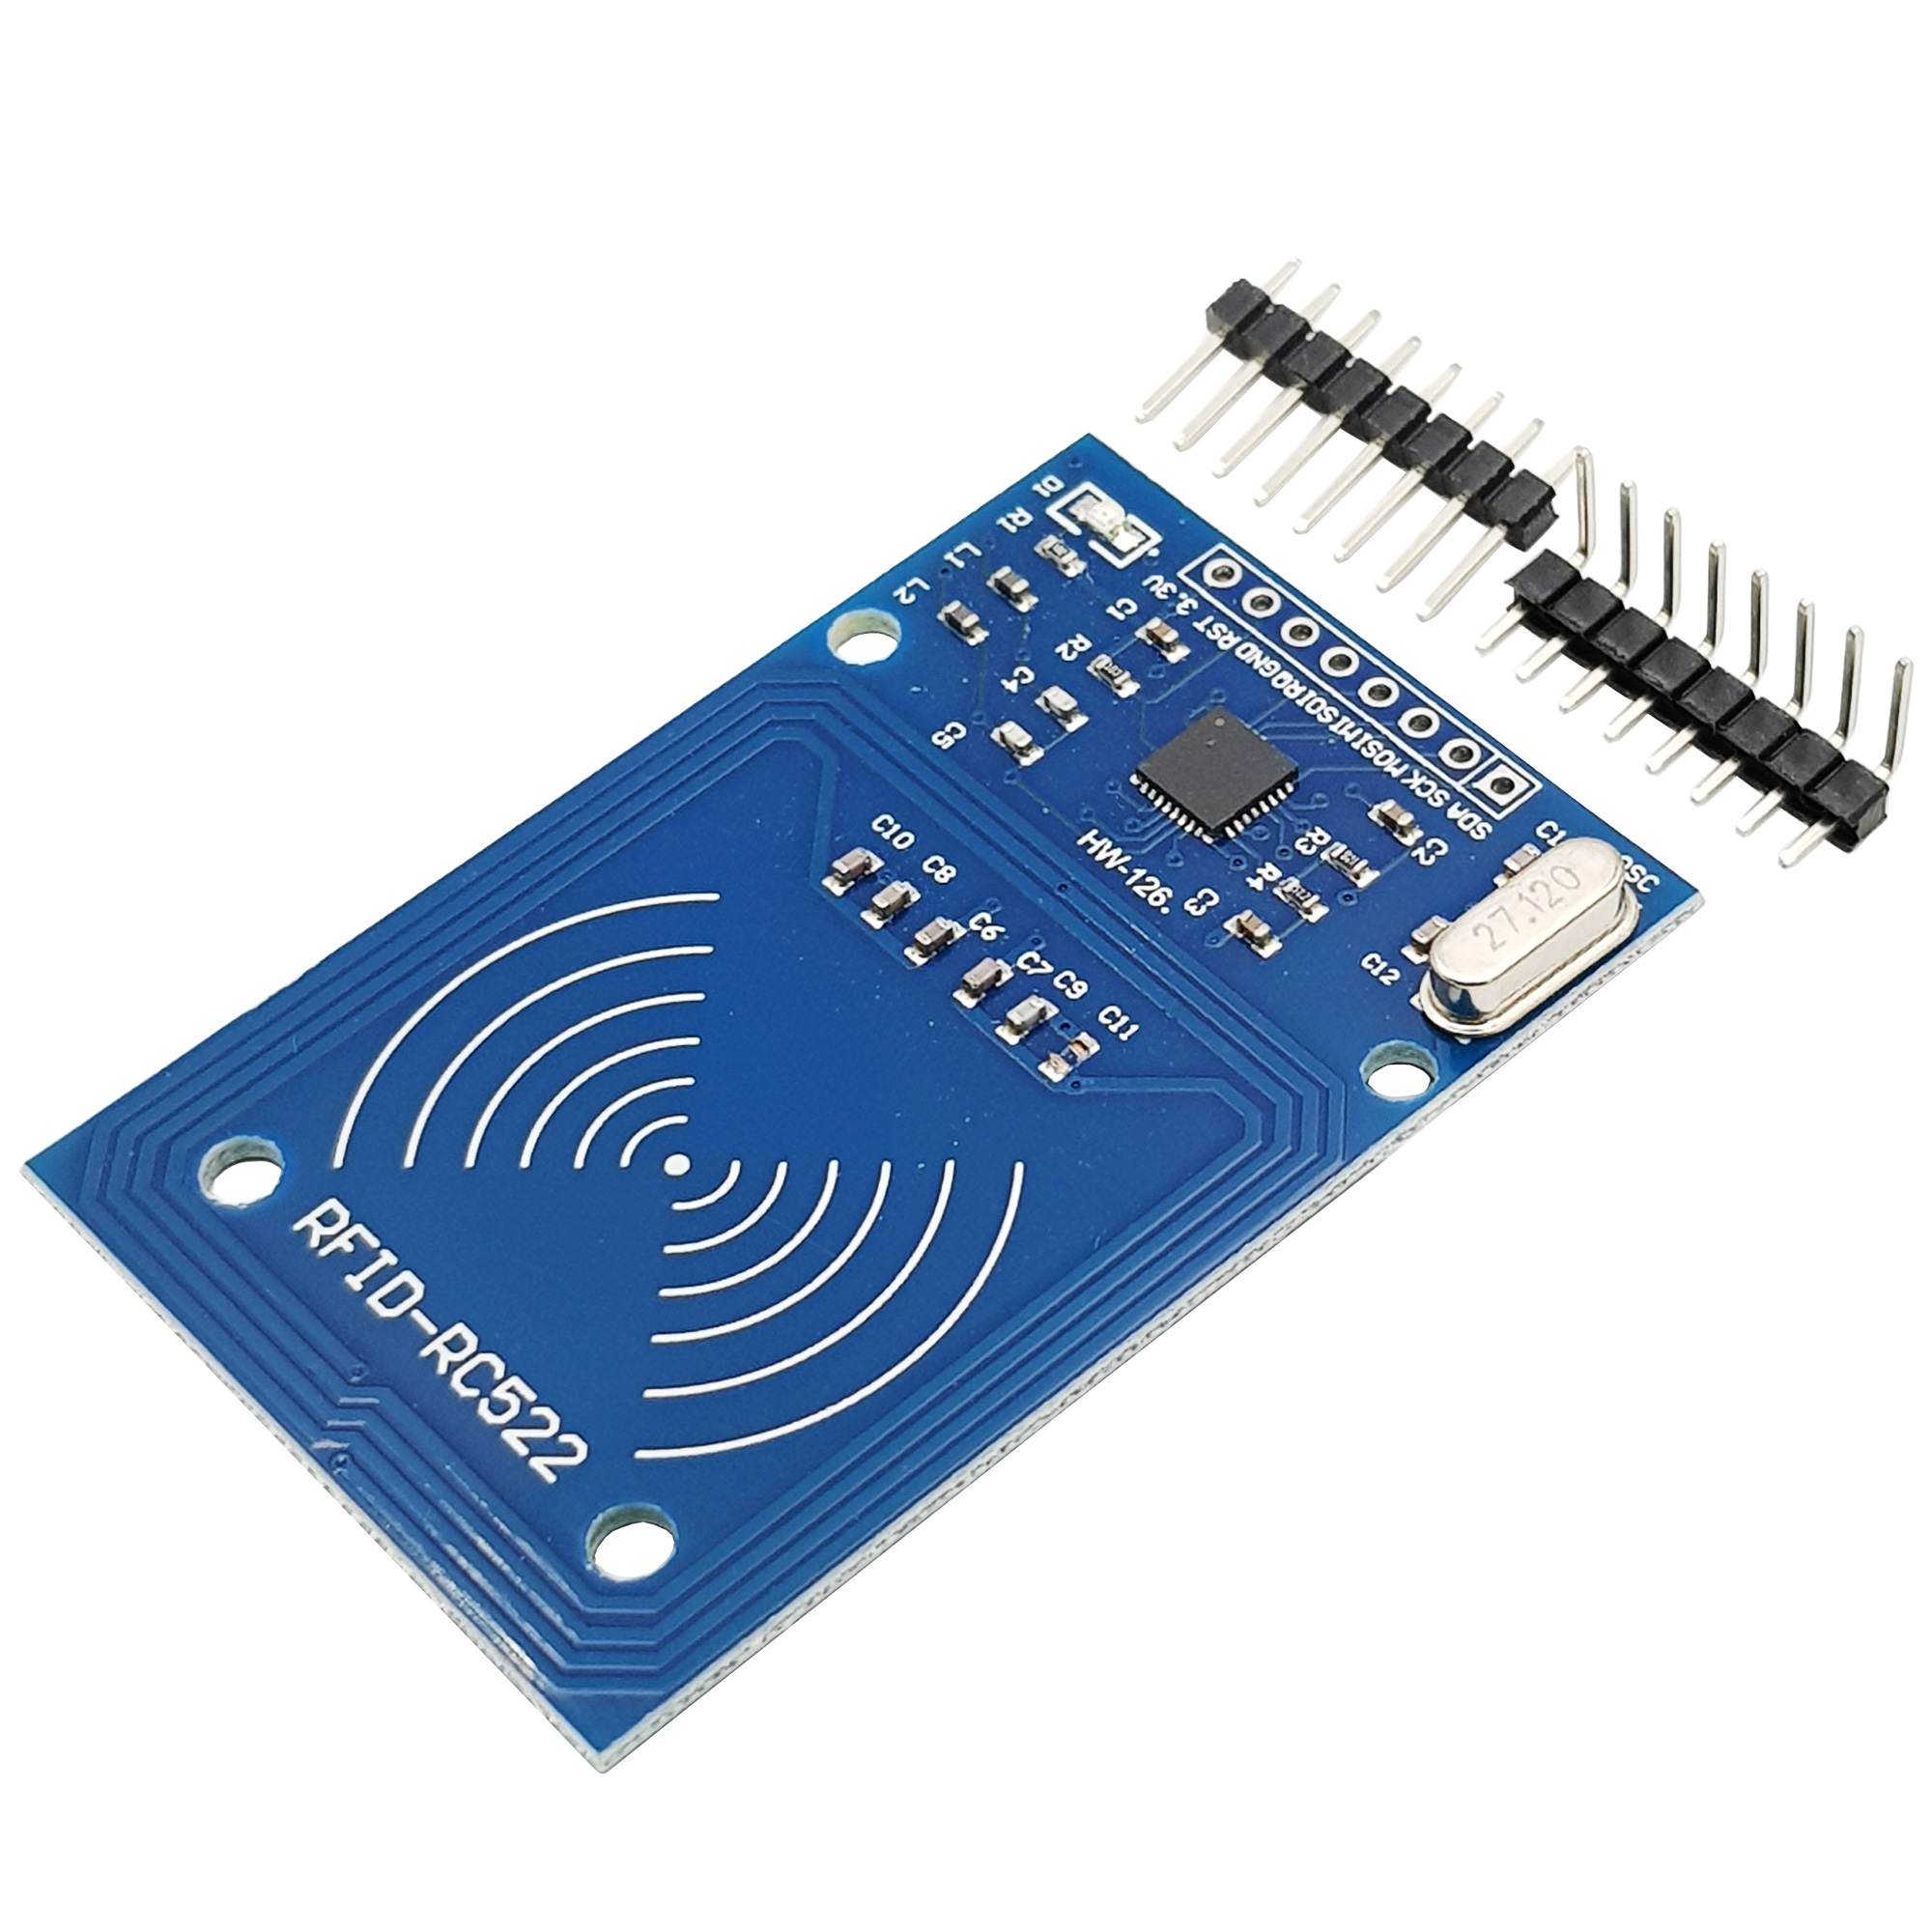 D1
R1
L1
L2
3.3V
RST
GND
IRQ
MISO
MOSI
SCK
SDA
C1
R2
C4
C5
C2
R3
R4
C3
HW-126.
C10
C8
C6
C7
C9
C11
C12
27.120
RFID-RC522